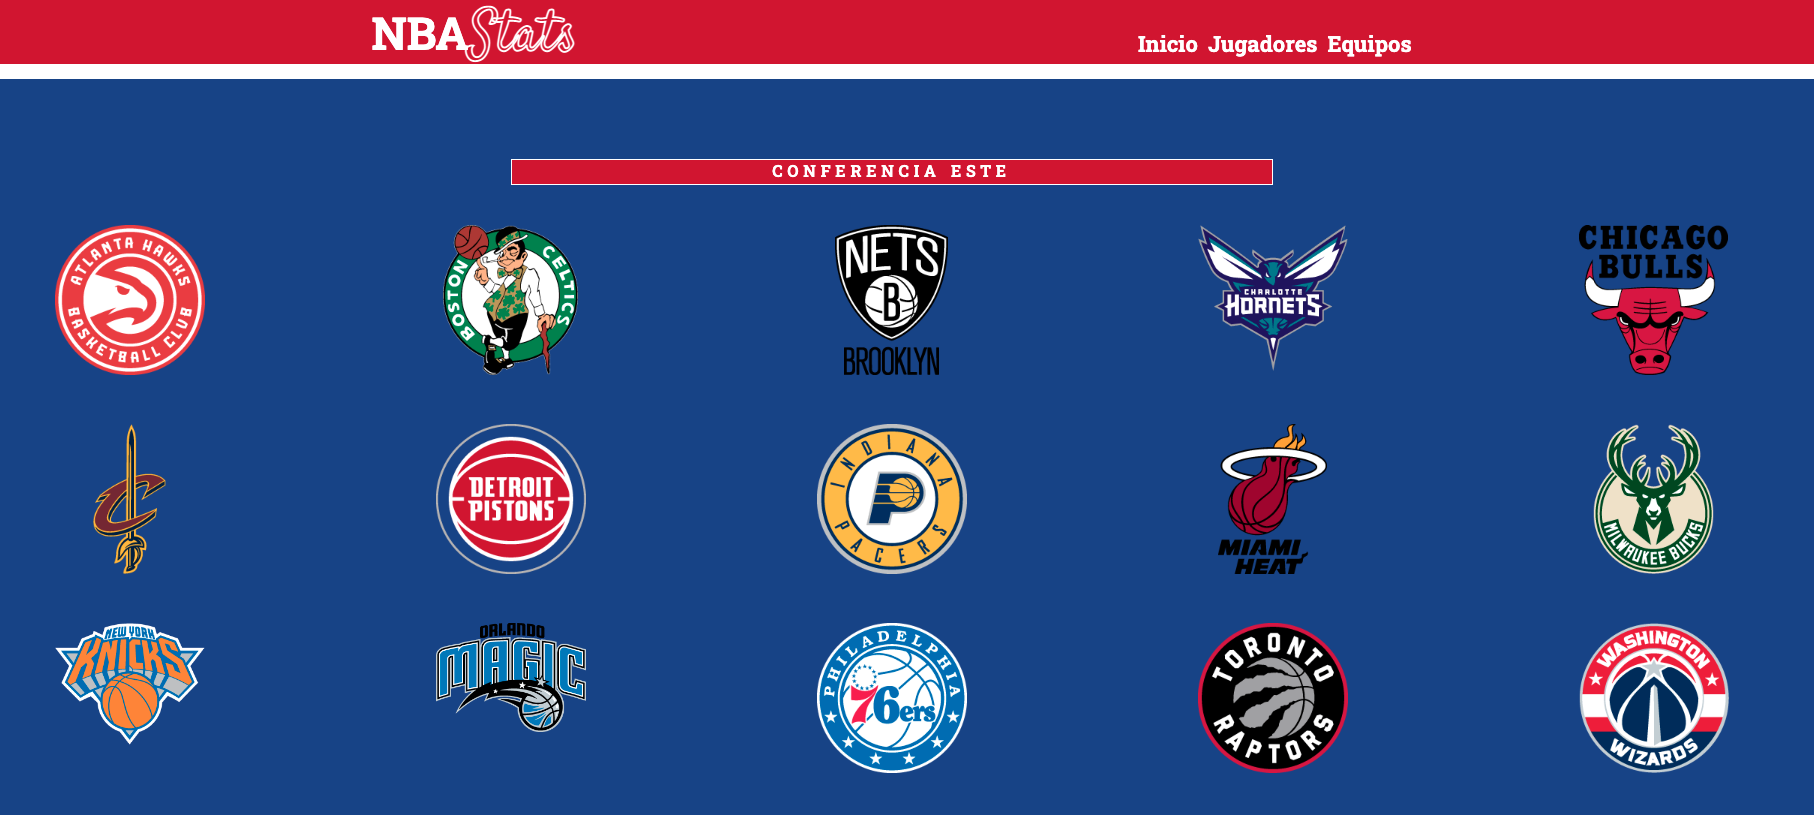 NBA Stats
Inicio Jugadores Equipos
CONFERENCIA ESTE
ATLANTA HAWKS
BASKETBALL CLUB
BOSTON CELTICS
NETS
B
BROOKLYN
CHARLOTTE
HORNETS
CHICAGO
BULLS
C
DETROIT
PISTONS
INDIANA
P
PACERS
MIAMI
HEAT
MILWAUKEE BUCKS
NEW YORK
KNICKS
ORLANDO
MAGIC
PHILADELPHIA
76ers
TORONTO
RAPTORS
WASHINGTON
WIZARDS